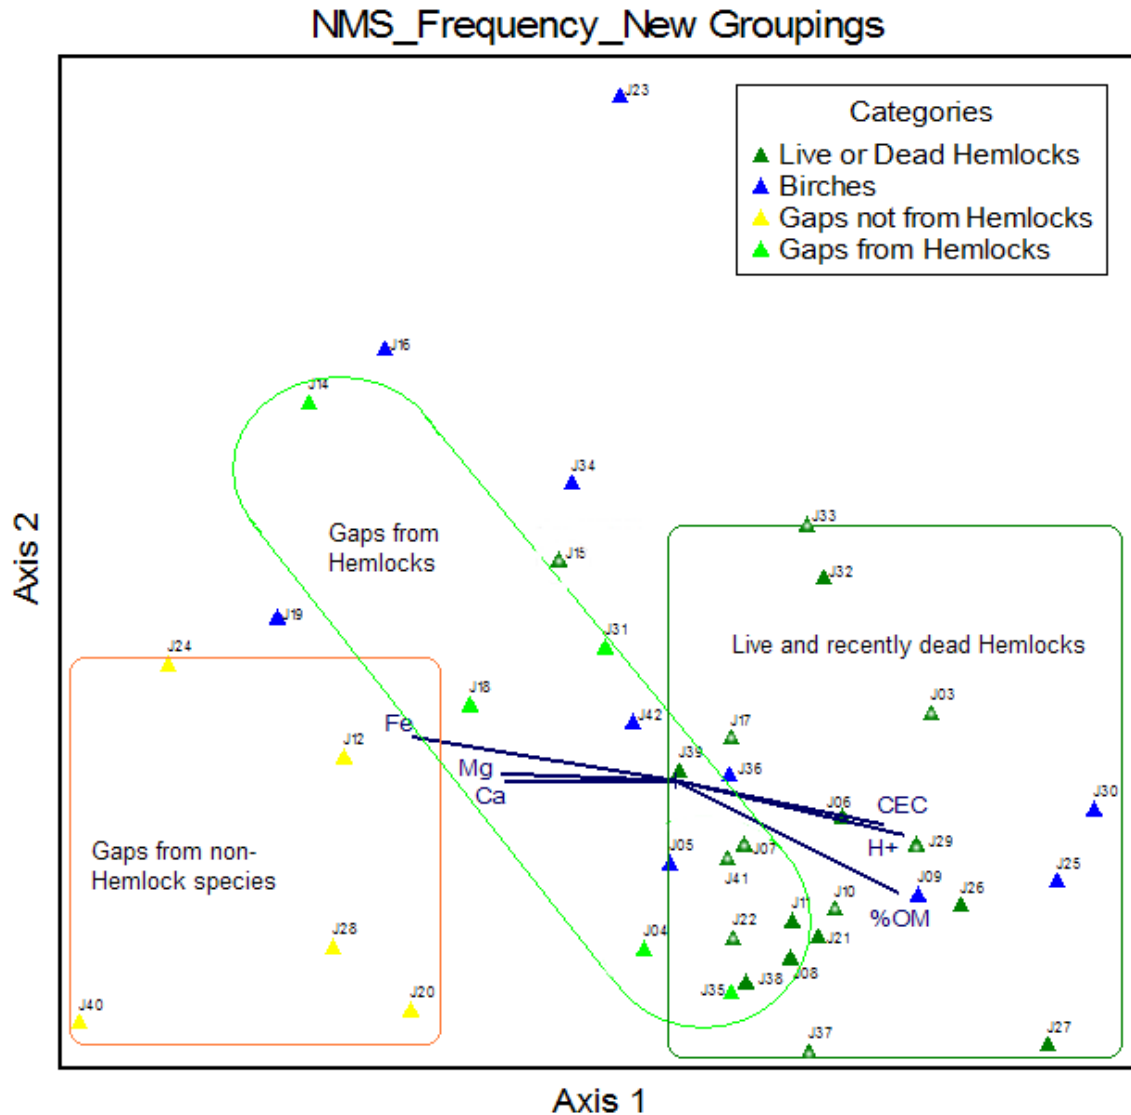 NMS_Frequency_New Groupings
J23
Categories
Live or Dead Hemlocks
Birches
Gaps not from Hemlocks
Gaps from Hemlocks
J16
J14
J34
J33
Gaps from
Hemlocks
J15
J32
Axis 2
J19
J31
Live and recently dead Hemlocks
J24
J18
J03
Fe
J42
J17
J12
J39
J36
Mg
Ca
J06
CEC
J30
H+
J29
Gaps from non-
Hemlock species
J05
J07
J41
J25
J09
J26
J10
%OM
J11
J22
J21
J04
J28
J08
J38
J35
J20
J40
J37
J27
Axis 1